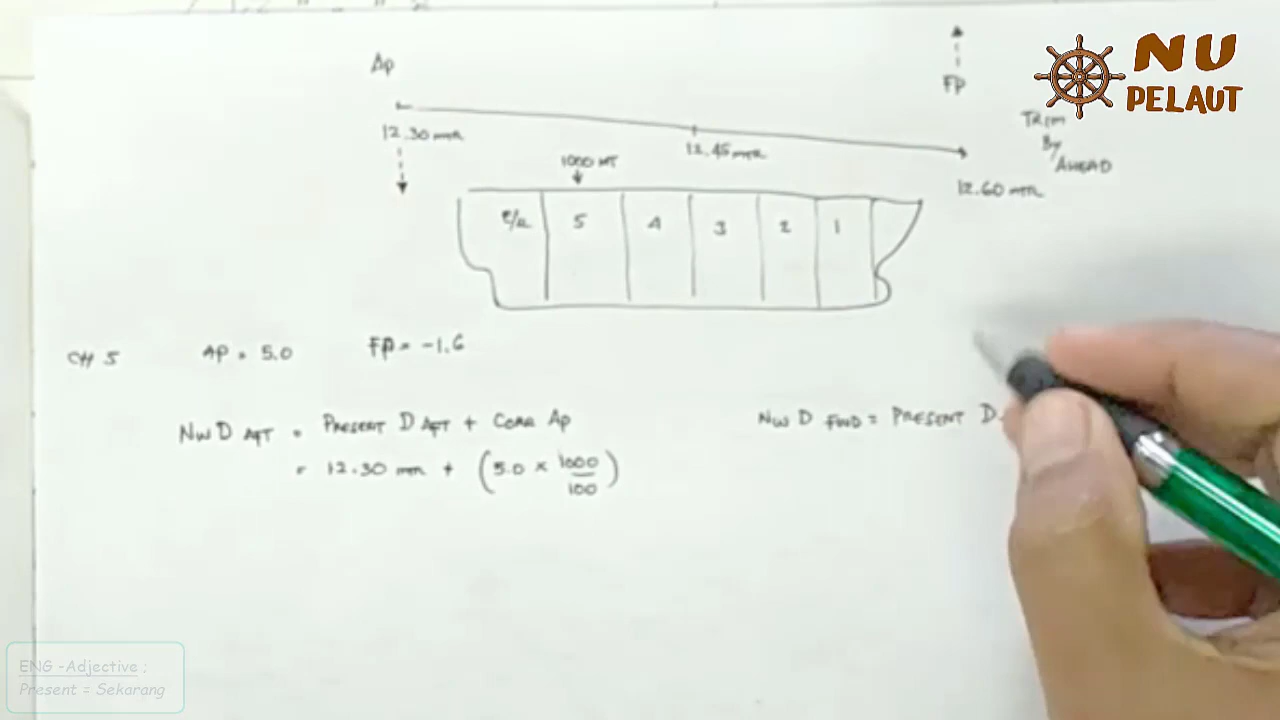 NU
PELAUT
Ap
FP
12.30 mtr
12.45 mtr
12.60 mtr
TRIM
By
AHEAD
1000 MT
E/R
5
4
3
2
1
CH 5
AP = 5.0
FP = -1.6
NW D AFT = PRESENT D AFT + CORR AP
= 12.30 mtr + (5.0 × 1000
100)
NW D FWD = PRESENT D
ENG -Adjective ;
Present = Sekarang